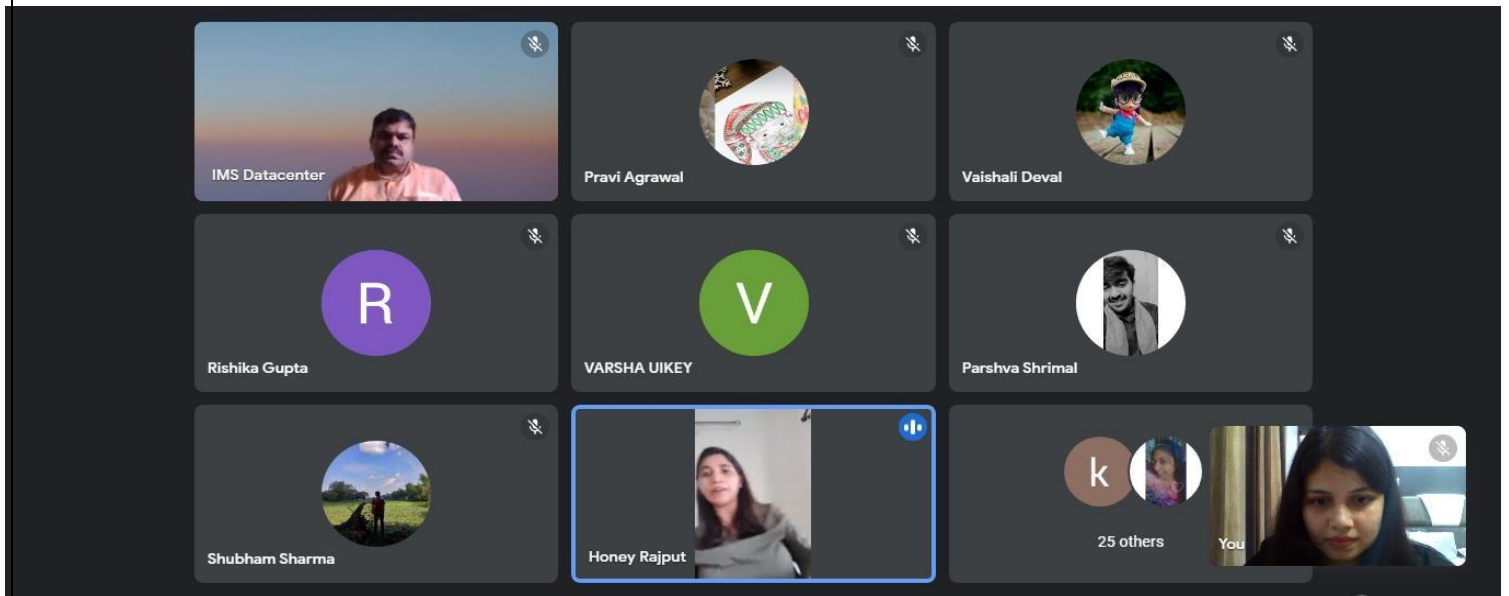 IMS Datacenter
Pravi Agrawal
Vaishali Deval
R
Rishika Gupta
V
VARSHA UIKEY
Parshva Shrimal
Shubham Sharma
Honey Rajput
k
25 others
You